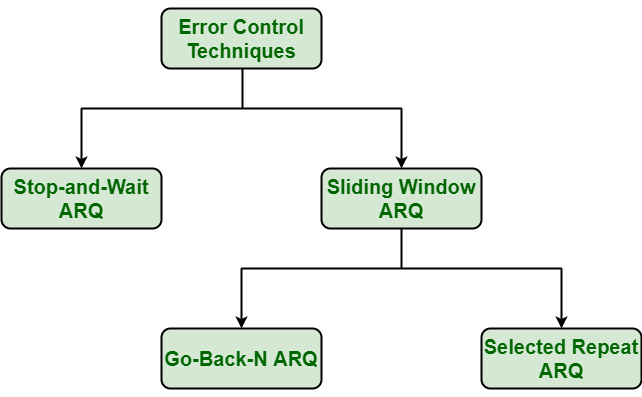 Error Control
Techniques
Stop-and-Wait
ARQ
Sliding Window
ARQ
Go-Back-N ARQ
Selected Repeat
ARQ